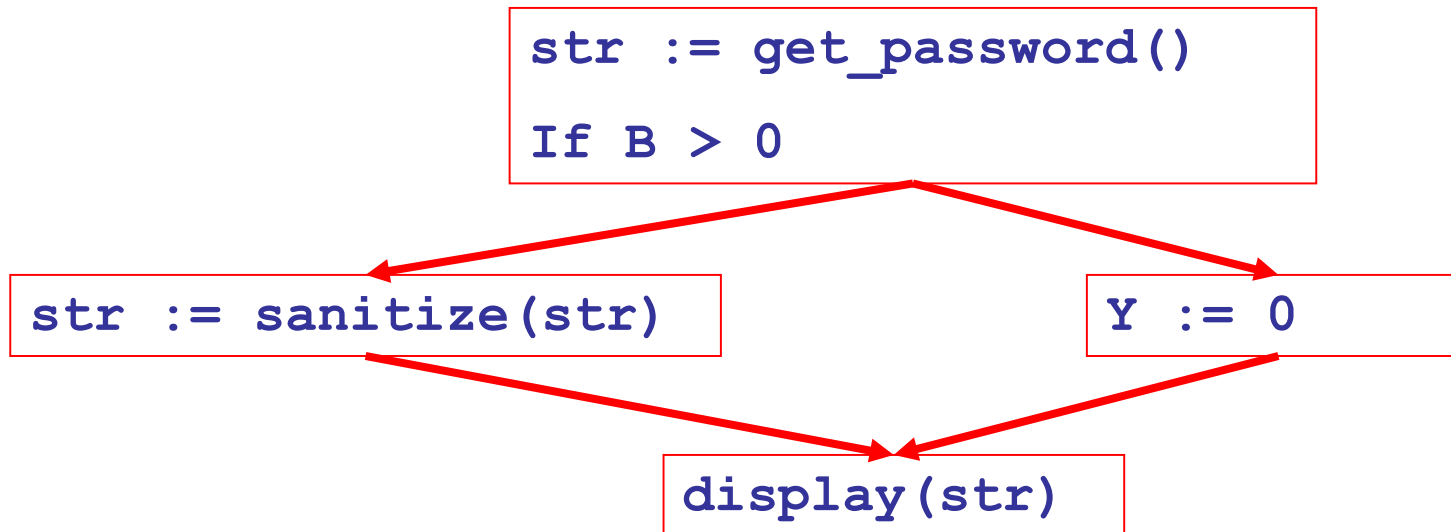 str := get_password()
If B > 0
str := sanitize(str)
Y := 0
display(str)